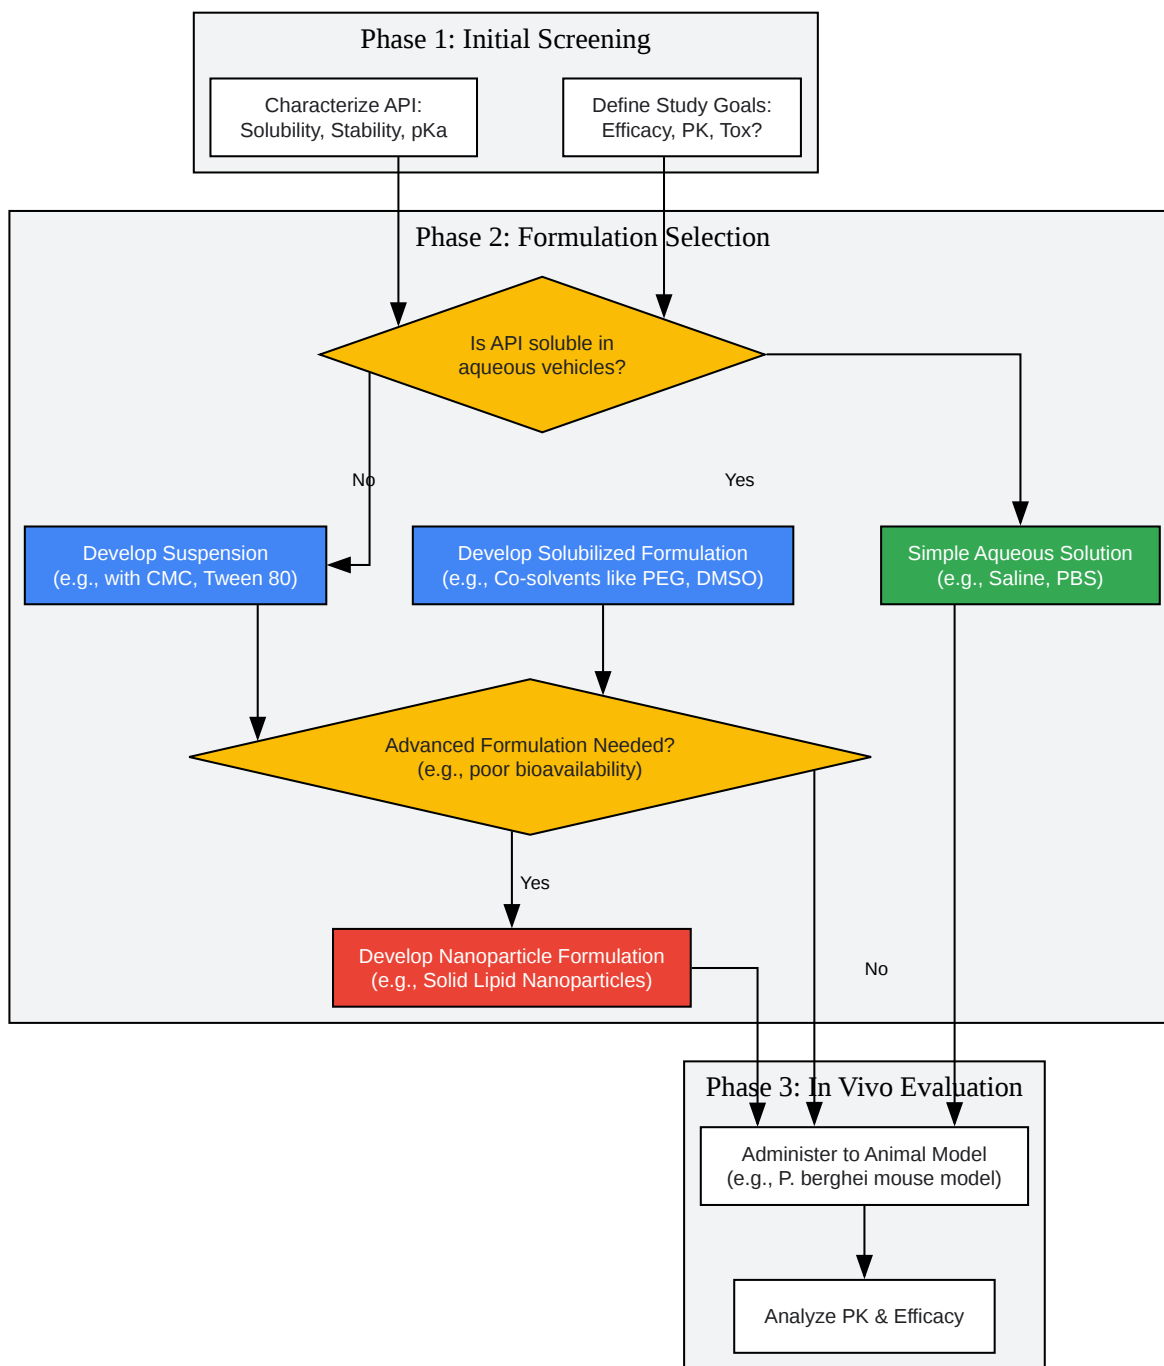 Phase 1: Initial Screening
Characterize API:
Solubility, Stability, pKa
Define Study Goals:
Efficacy, PK, Tox?
Phase 2: Formulation Selection
Is API soluble in
aqueous vehicles?
No
Yes
Develop Suspension
(e.g., with CMC, Tween 80)
Develop Solubilized Formulation
(e.g., Co-solvents like PEG, DMSO)
Simple Aqueous Solution
(e.g., Saline, PBS)
Advanced Formulation Needed?
(e.g., poor bioavailability)
Yes
Develop Nanoparticle Formulation
(e.g., Solid Lipid Nanoparticles)
No
Phase 3: In Vivo Evaluation
Administer to Animal Model
(e.g., P. berghei mouse model)
Analyze PK & Efficacy